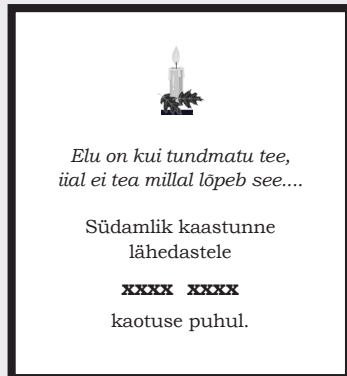 Elu on kui tundmatu tee,
iial ei tea millal lõpeb see....
Südamlik kaastunne
lähedastele
xxxx xxxx
kaotuse puhul.